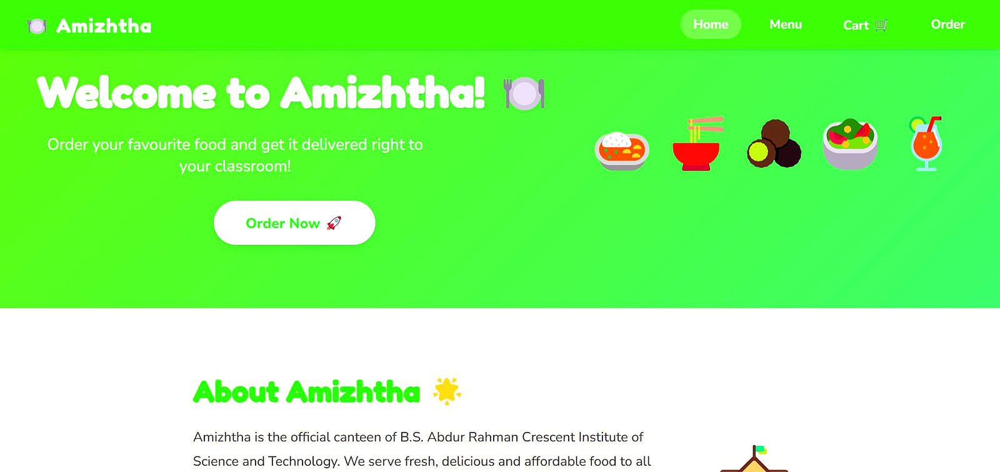 Amizhtha
Home
Menu
Cart
Order
Welcome to Amizhtha!
Order your favourite food and get it delivered right to
your classroom!
Order Now
About Amizhtha
Amizhtha is the official canteen of B.S. Abdur Rahman Crescent Institute of
Science and Technology. We serve fresh, delicious and affordable food to all